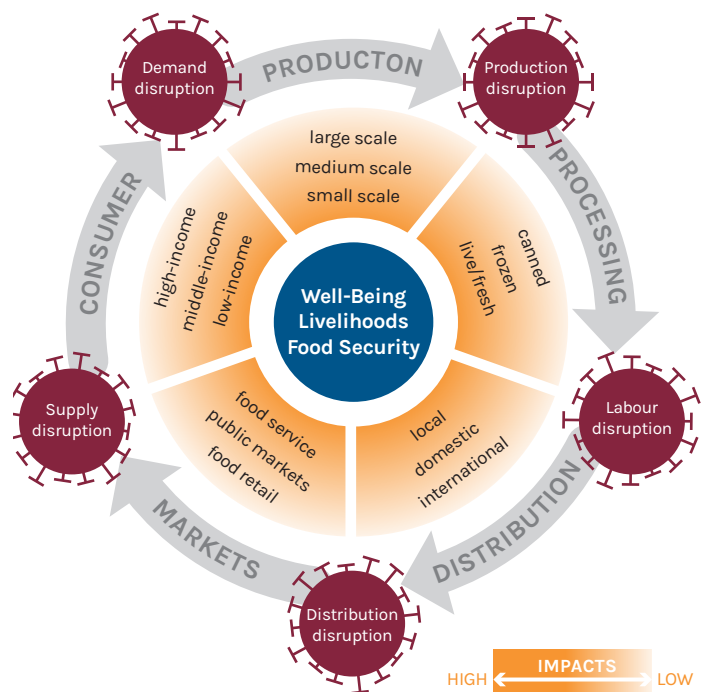 Demand
disruption
PRODUCTON
Production
disruption
PROCESSING
Labour
disruption
DISTRIBUTION
Distribution
disruption
MARKETS
Supply
disruption
CONSUMER
large scale
medium scale
small scale
canned
frozen
live/fresh
local
domestic
international
food service
public markets
food retail
high-income
middle-income
low-income
Well-Being
Livelihoods
Food Security
IMPACTS
HIGH LOW